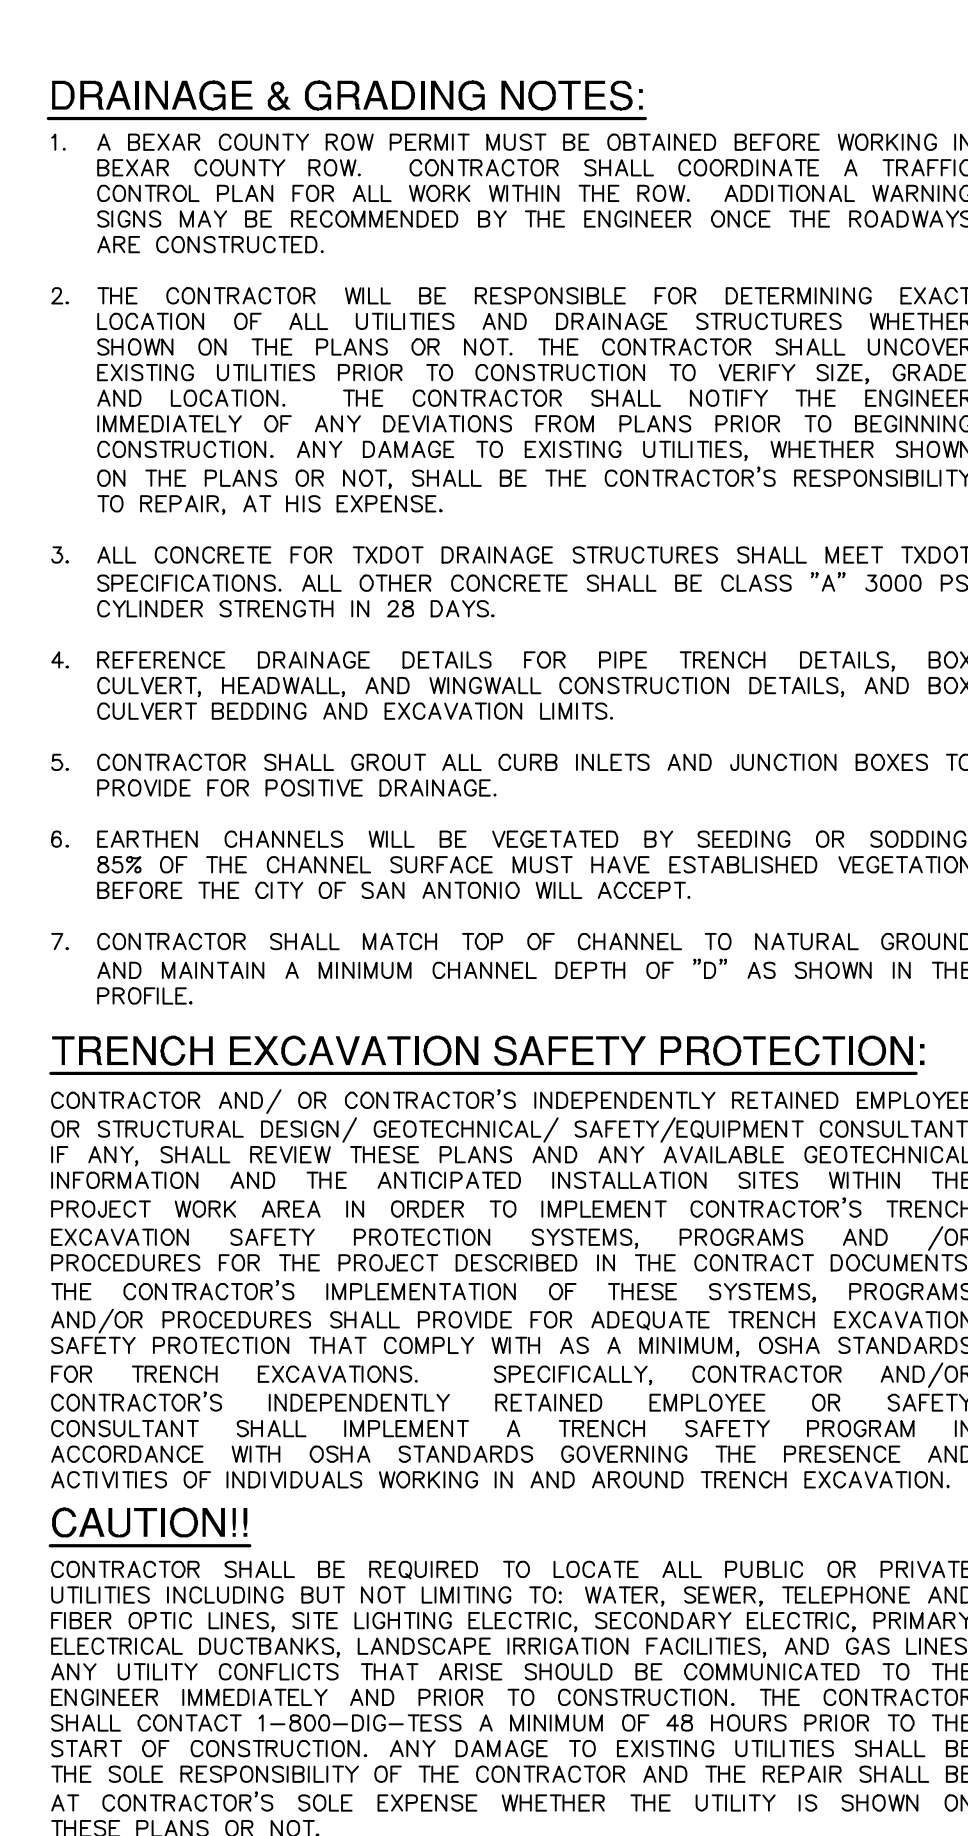 DRAINAGE & GRADING NOTES:
1. A BEXAR COUNTY ROW PERMIT MUST BE OBTAINED BEFORE WORKING IN
BEXAR COUNTY ROW. CONTRACTOR SHALL COORDINATE A TRAFFIC
CONTROL PLAN FOR ALL WORK WITHIN THE ROW. ADDITIONAL WARNING
SIGNS MAY BE RECOMMENDED BY THE ENGINEER ONCE THE ROADWAYS
ARE CONSTRUCTED.
2. THE CONTRACTOR WILL BE RESPONSIBLE FOR DETERMINING EXACT
LOCATION OF ALL UTILITIES AND DRAINAGE STRUCTURES WHETHER
SHOWN ON THE PLANS OR NOT. THE CONTRACTOR SHALL UNCOVER
EXISTING UTILITIES PRIOR TO CONSTRUCTION TO VERIFY SIZE, GRADE
AND LOCATION. THE CONTRACTOR SHALL NOTIFY THE ENGINEER
IMMEDIATELY OF ANY DEVIATIONS FROM PLANS PRIOR TO BEGINNING
CONSTRUCTION. ANY DAMAGE TO EXISTING UTILITIES, WHETHER SHOWN
ON THE PLANS OR NOT, SHALL BE THE CONTRACTOR'S RESPONSIBILITY
TO REPAIR, AT HIS EXPENSE.
3. ALL CONCRETE FOR TXDOT DRAINAGE STRUCTURES SHALL MEET TXDOT
SPECIFICATIONS. ALL OTHER CONCRETE SHALL BE CLASS "A" 3000 PS
CYLINDER STRENGTH IN 28 DAYS.
4. REFERENCE DRAINAGE DETAILS FOR PIPE TRENCH DETAILS, BOX
CULVERT, HEADWALL, AND WINGWALL CONSTRUCTION DETAILS, AND BOX
CULVERT BEDDING AND EXCAVATION LIMITS.
5. CONTRACTOR SHALL GROUT ALL CURB INLETS AND JUNCTION BOXES TO
PROVIDE FOR POSITIVE DRAINAGE.
6. EARTHEN CHANNELS WILL BE VEGETATED BY SEEDING OR SODDING
85% OF THE CHANNEL SURFACE MUST HAVE ESTABLISHED VEGETATION
BEFORE THE CITY OF SAN ANTONIO WILL ACCEPT.
7. CONTRACTOR SHALL MATCH TOP OF CHANNEL TO NATURAL GROUND
AND MAINTAIN A MINIMUM CHANNEL DEPTH OF "D" AS SHOWN IN THE
PROFILE.
TRENCH EXCAVATION SAFETY PROTECTION:
CONTRACTOR AND/ OR CONTRACTOR'S INDEPENDENTLY RETAINED EMPLOYEE
OR STRUCTURAL DESIGN/ GEOTECHNICAL/ SAFETY/EQUIPMENT CONSULTANT
IF ANY, SHALL REVIEW THESE PLANS AND ANY AVAILABLE GEOTECHNICAL
INFORMATION AND THE ANTICIPATED INSTALLATION SITES WITHIN THE
PROJECT WORK AREA IN ORDER TO IMPLEMENT CONTRACTOR'S TRENCH
EXCAVATION SAFETY PROTECTION SYSTEMS, PROGRAMS AND /OR
PROCEDURES FOR THE PROJECT DESCRIBED IN THE CONTRACT DOCUMENTS
THE CONTRACTOR'S IMPLEMENTATION OF THESE SYSTEMS, PROGRAMS
AND/OR PROCEDURES SHALL PROVIDE FOR ADEQUATE TRENCH EXCAVATION
SAFETY PROTECTION THAT COMPLY WITH AS A MINIMUM, OSHA STANDARDS
FOR TRENCH EXCAVATIONS. SPECIFICALLY, CONTRACTOR AND/OR
CONTRACTOR'S INDEPENDENTLY RETAINED EMPLOYEE OR SAFETY
CONSULTANT SHALL IMPLEMENT A TRENCH SAFETY PROGRAM IN
ACCORDANCE WITH OSHA STANDARDS GOVERNING THE PRESENCE AND
ACTIVITIES OF INDIVIDUALS WORKING IN AND AROUND TRENCH EXCAVATION.
CAUTION!!
CONTRACTOR SHALL BE REQUIRED TO LOCATE ALL PUBLIC OR PRIVATE
UTILITIES INCLUDING BUT NOT LIMITING TO: WATER, SEWER, TELEPHONE AND
FIBER OPTIC LINES, SITE LIGHTING ELECTRIC, SECONDARY ELECTRIC, PRIMARY
ELECTRICAL DUCTBANKS, LANDSCAPE IRRIGATION FACILITIES, AND GAS LINES
ANY UTILITY CONFLICTS THAT ARISE SHOULD BE COMMUNICATED TO THE
ENGINEER IMMEDIATELY AND PRIOR TO CONSTRUCTION. THE CONTRACTOR
SHALL CONTACT 1-800-DIG-TESS A MINIMUM OF 48 HOURS PRIOR TO THE
START OF CONSTRUCTION. ANY DAMAGE TO EXISTING UTILITIES SHALL BE
THE SOLE RESPONSIBILITY OF THE CONTRACTOR AND THE REPAIR SHALL BE
AT CONTRACTOR'S SOLE EXPENSE WHETHER THE UTILITY IS SHOWN ON
THESE PLANS OR NOT.